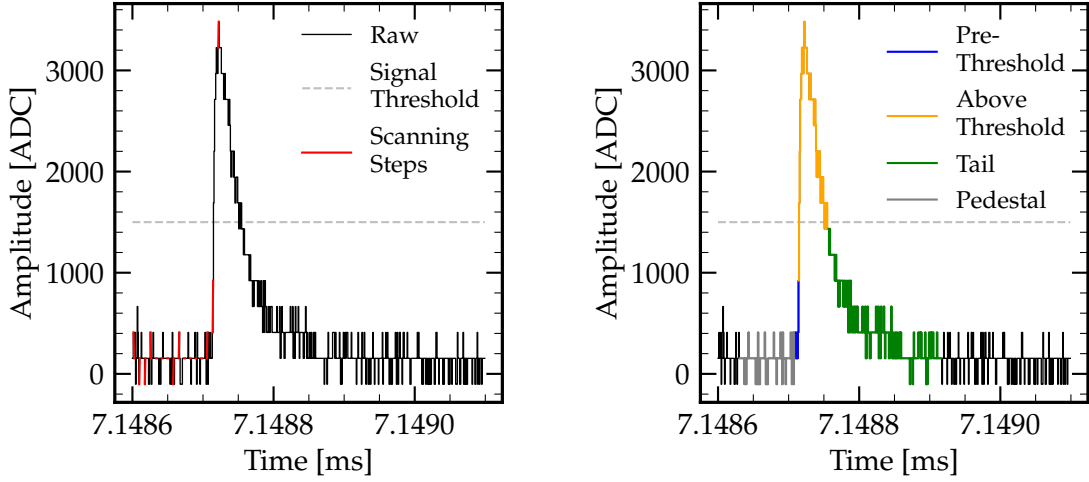 Amplitude [ADC]
3000
2000
1000
0
Raw
Signal
Threshold
Scanning
Steps
7.1486
7.1488
7.1490
Time [ms]
Amplitude [ADC]
3000
2000
1000
0
Pre-
Threshold
Above
Threshold
Tail
Pedestal
7.1486
7.1488
7.1490
Time [ms]